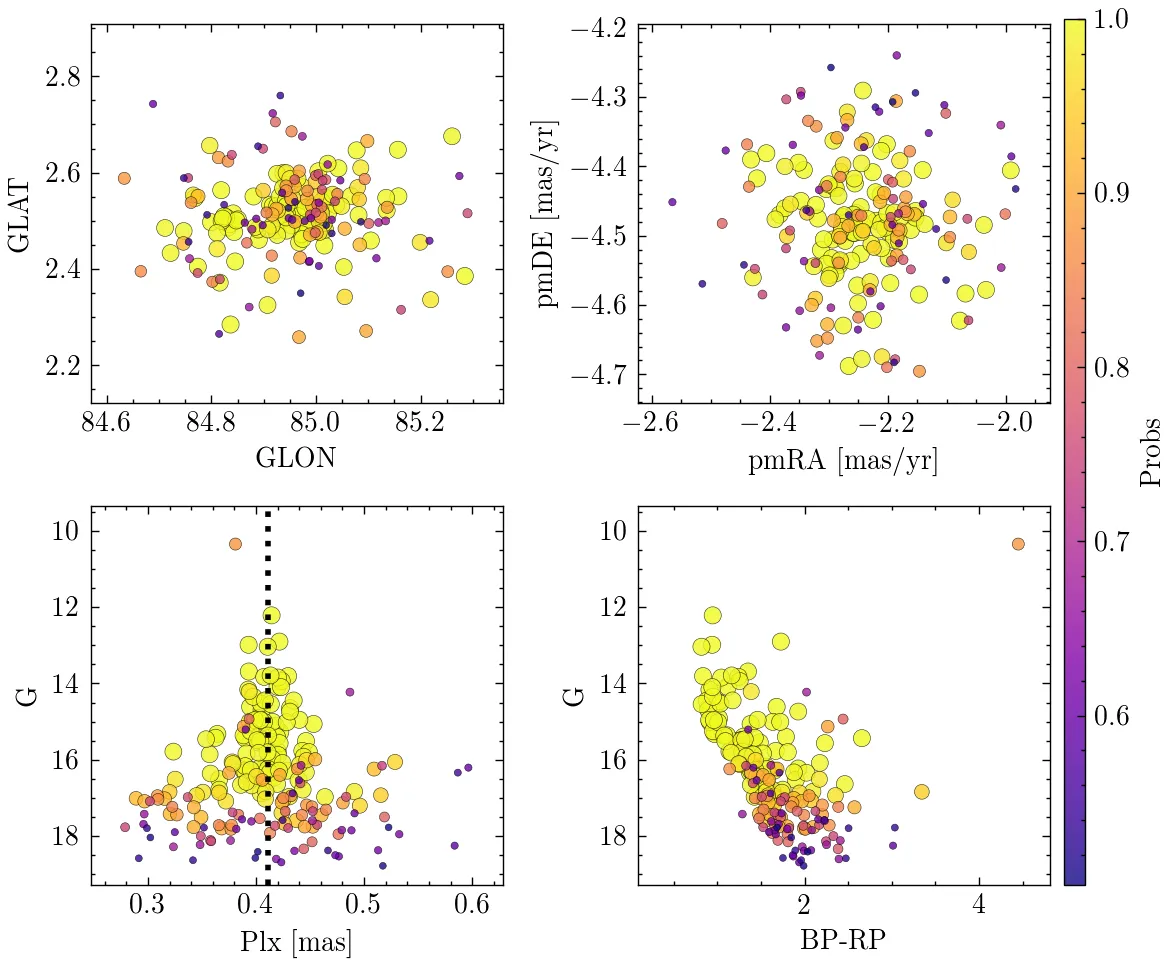 2.8
2.6
2.4
2.2
GLAT
84.6 84.8 85.0 85.2
GLON
−4.2
−4.3
−4.4
−4.5
−4.6
−4.7
pmDE [mas/yr]
−2.6 −2.4 −2.2 −2.0
pmRA [mas/yr]
1.0
0.9
0.8
0.7
0.6
Probs
10
12
14
16
18
G
0.3 0.4 0.5 0.6
Plx [mas]
10
12
14
16
18
G
2 4
BP-RP